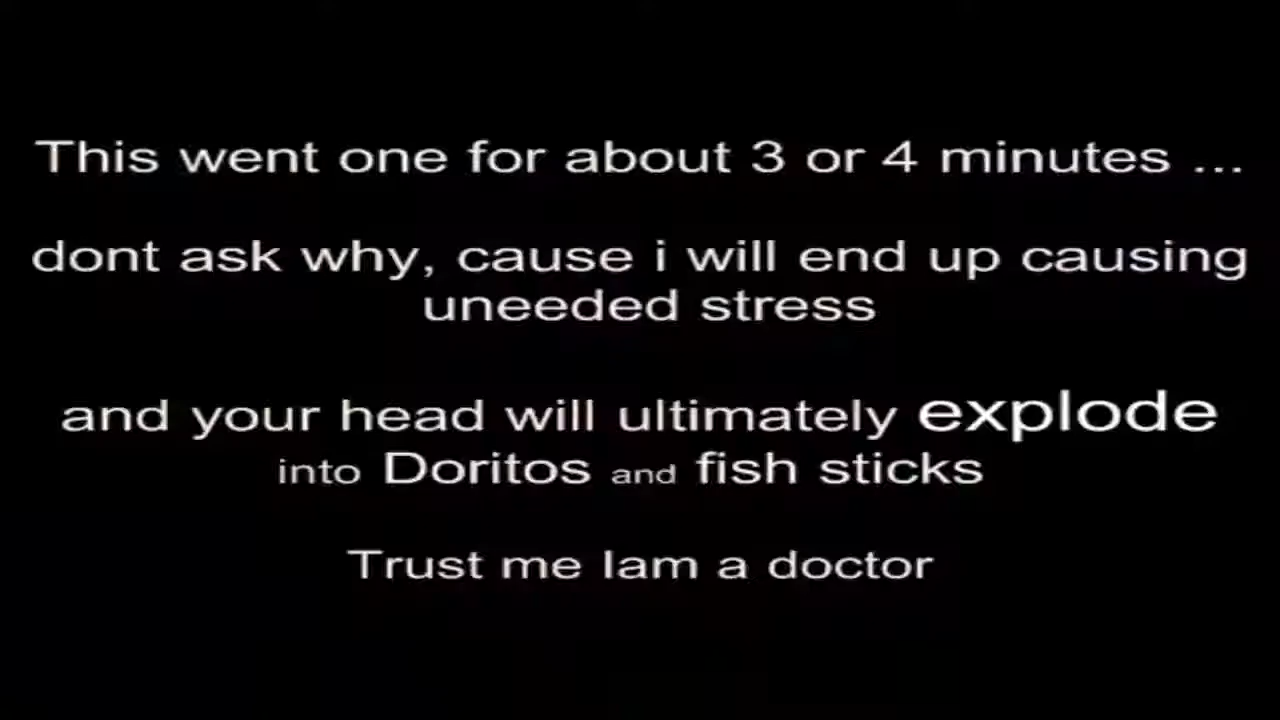 This went one for about 3 or 4 minutes ...
dont ask why, cause i will end up causing
uneeded stress
and your head will ultimately explode
into Doritos and fish sticks
Trust me Iam a doctor